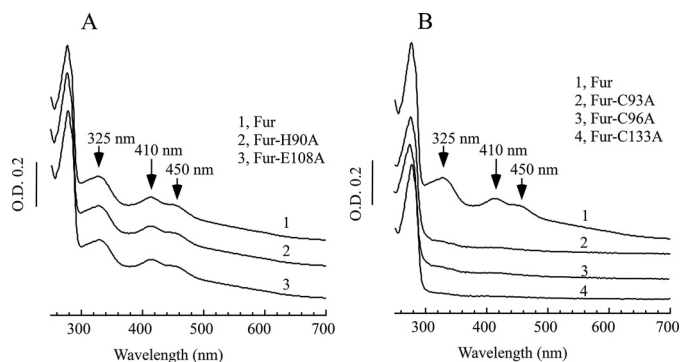 A
1, Fur
2, Fur-H90A
3, Fur-E108A
325 nm
410 nm
450 nm
O.D. 0.2
1
2
3
300 400 500 600 700
Wavelength (nm)
B
1, Fur
2, Fur-C93A
3, Fur-C96A
4, Fur-C133A
325 nm
410 nm
450 nm
O.D. 0.2
1
2
3
4
300 400 500 600 700
Wavelength (nm)